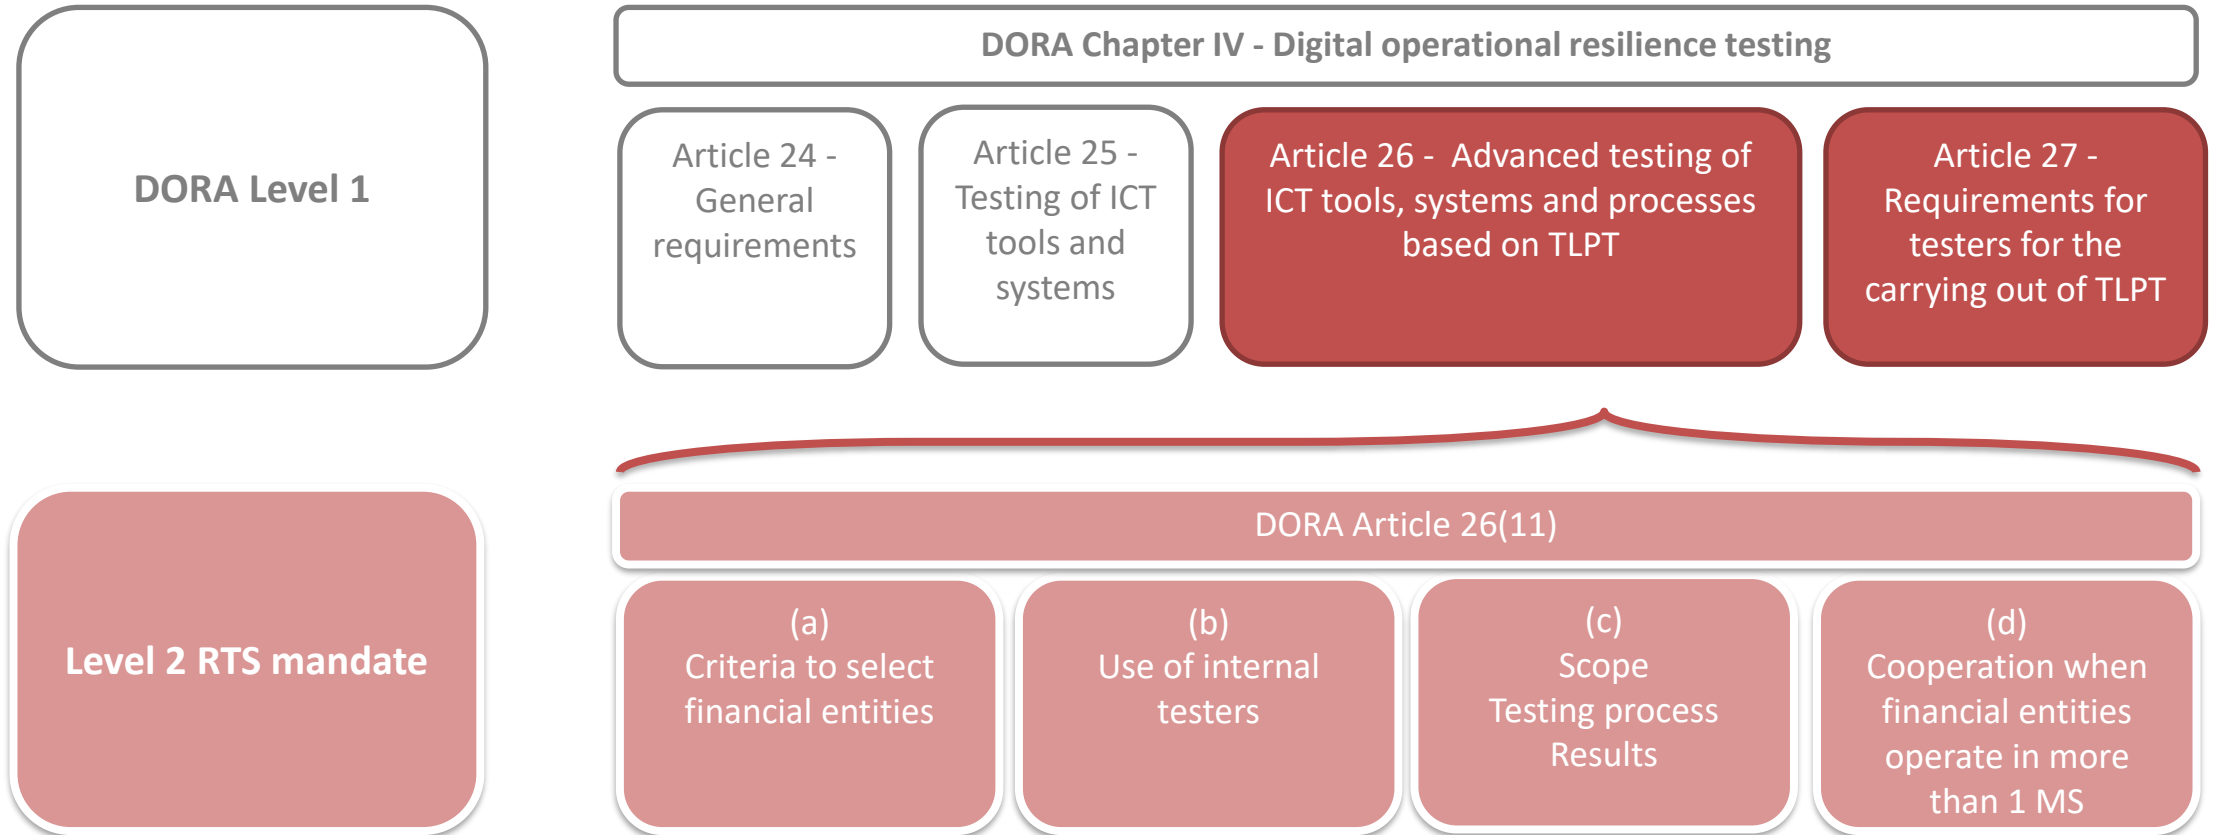 DORA Level 1
DORA Chapter IV - Digital operational resilience testing
Article 24 -
General
requirements
Article 25 -
Testing of ICT
tools and
systems
Article 26 - Advanced testing of
ICT tools, systems and processes
based on TLPT
Article 27 -
Requirements for
testers for the
carrying out of TLPT
Level 2 RTS mandate
DORA Article 26(11)
(a)
Criteria to select
financial entities
(b)
Use of internal
testers
(c)
Scope
Testing process
Results
(d)
Cooperation when
financial entities
operate in more
than 1 MS